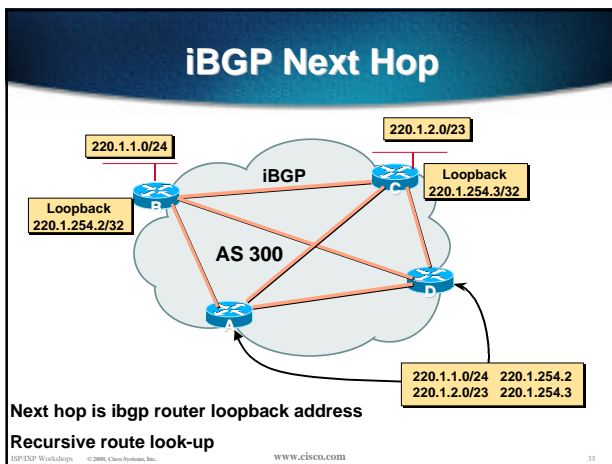 iBGP Next Hop
220.1.1.0/24
220.1.2.0/23
iBGP
C
Loopback
220.1.254.3/32
B
Loopback
220.1.254.2/32
AS 300
D
A
220.1.1.0/24 220.1.254.2
220.1.2.0/23 220.1.254.3
Next hop is ibgp router loopback address
Recursive route look-up
ISP/IXP Workshops © 2000, Cisco Systems, Inc. www.cisco.com 33